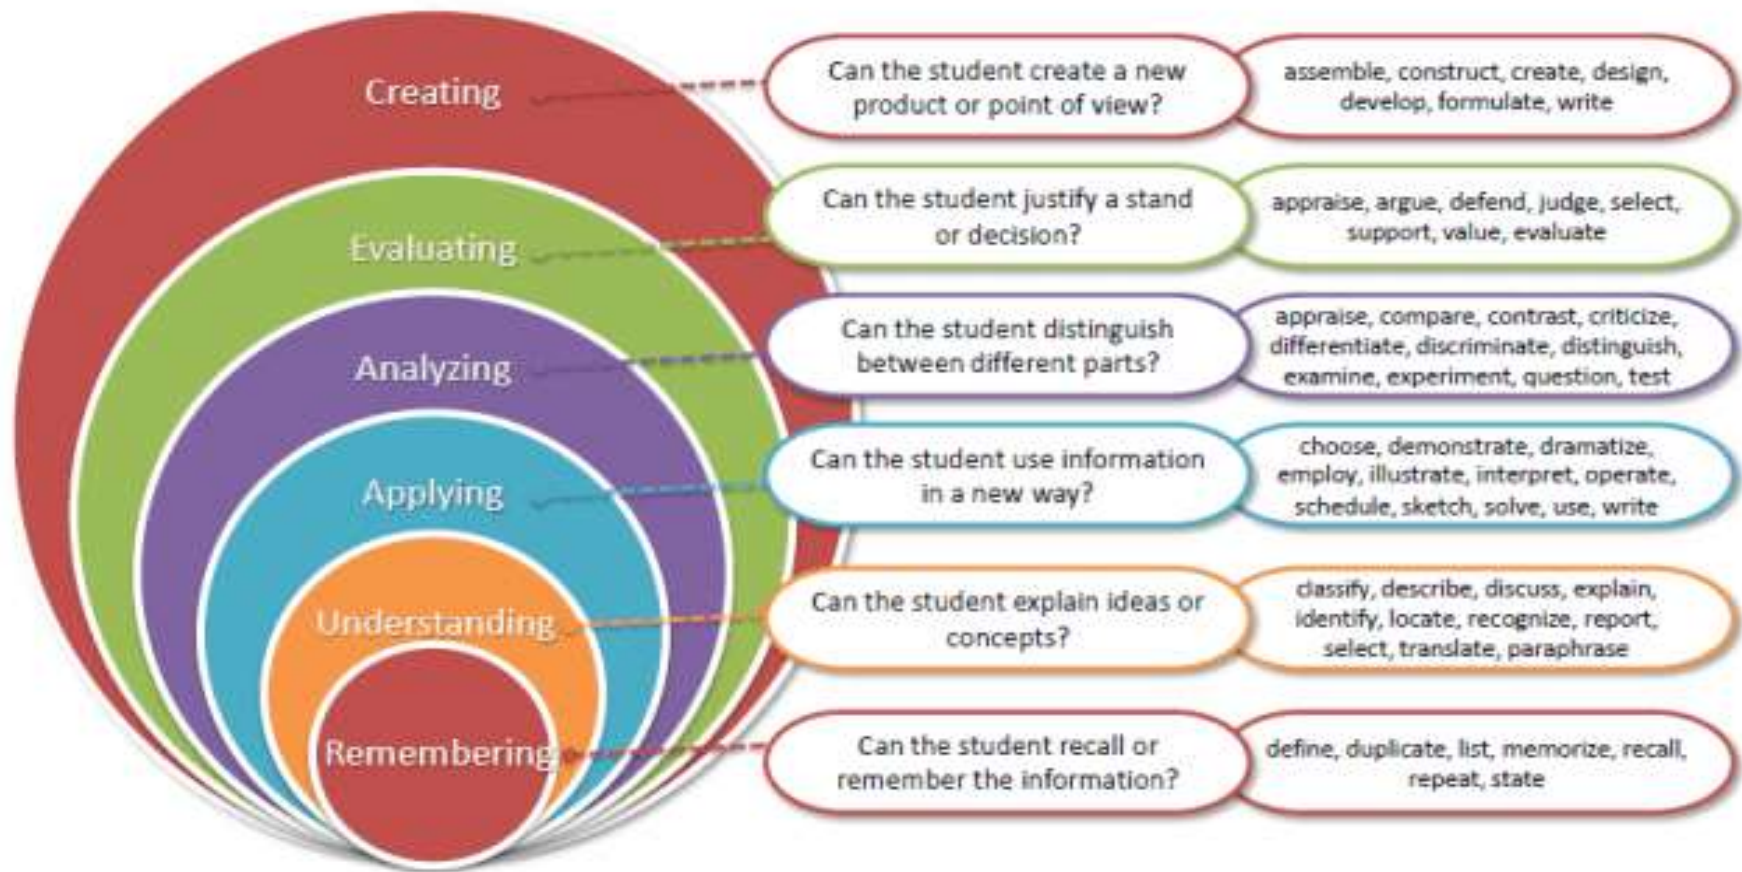 Creating
Can the student create a new
product or point of view?
assemble, construct, create, design,
develop, formulate, write
Evaluating
Can the student justify a stand
or decision?
appraise, argue, defend, judge, select,
support, value, evaluate
Analyzing
Can the student distinguish
between different parts?
appraise, compare, contrast, criticize,
differentiate, discriminate, distinguish,
examine, experiment, question, test
Applying
Can the student use information
in a new way?
choose, demonstrate, dramatize,
employ, illustrate, interpret, operate,
schedule, sketch, solve, use, write
Understanding
Can the student explain ideas or
concepts?
classify, describe, discuss, explain,
identify, locate, recognize, report,
select, translate, paraphrase
Remembering
Can the student recall or
remember the information?
define, duplicate, list, memorize, recall,
repeat, state